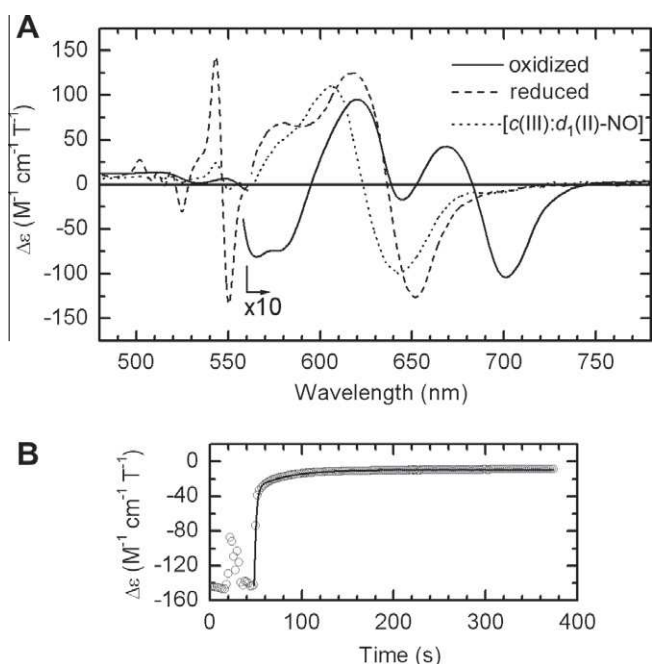 A
Δε (M⁻¹ cm⁻¹ T⁻¹)
150
100
50
0
-50
-100
-150
oxidized
reduced
[c(III):d₁(II)-NO]
x10
500 550 600 650 700 750
Wavelength (nm)
B
Δε (M⁻¹ cm⁻¹ T⁻¹)
0
-40
-80
-120
-160
0 100 200 300 400
Time (s)